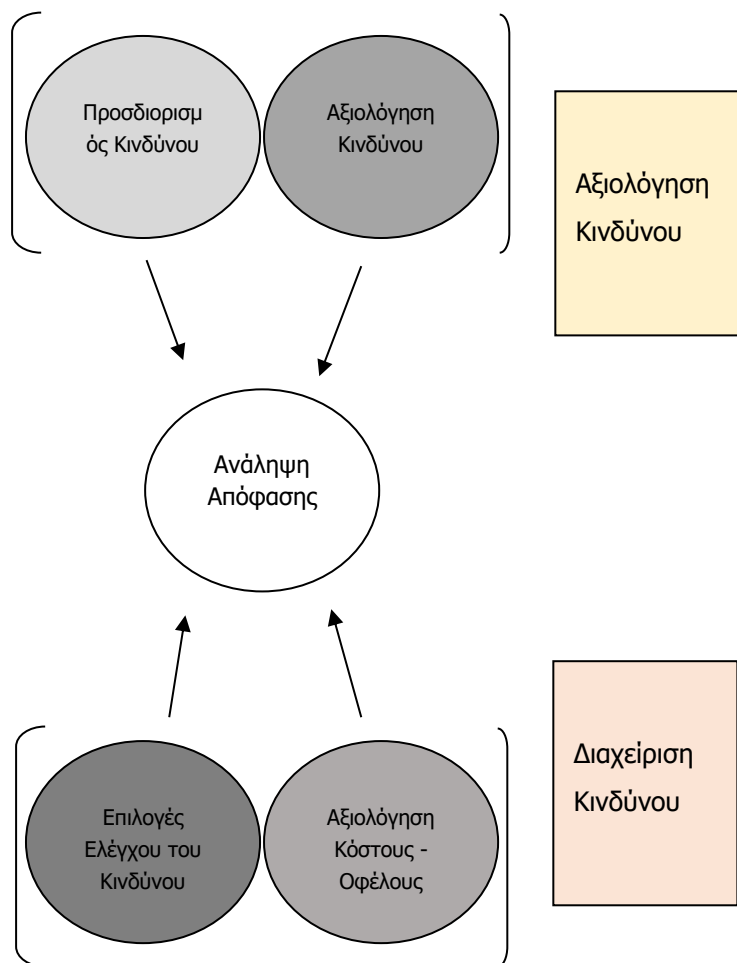 Προσδιορισμ
ός Κινδύνου
Αξιολόγηση
Κινδύνου
Αξιολόγηση
Κινδύνου
Ανάληψη
Απόφασης
Διαχείριση
Κινδύνου
Επιλογές
Ελέγχου του
Κινδύνου
Αξιολόγηση
Κόστους -
Οφέλους